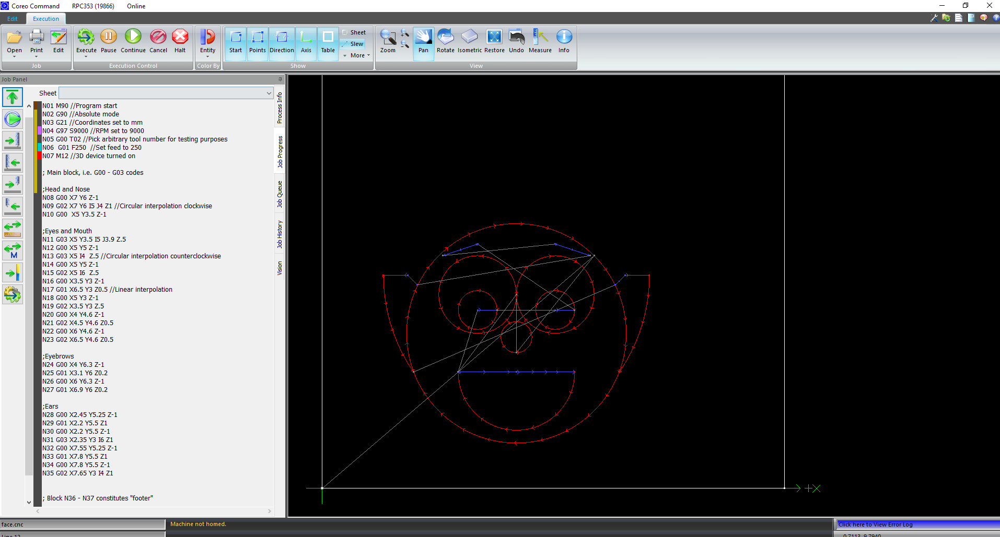 Coreo Command RPC353 (19866) Online
Edit Execution
Open Print Edit
Job
Execute Pause Continue Cancel Halt
Execution Control
Entity
Color By
Start Points Direction Axis Table
Sheet
Slew
More
Show
Zoom Pan Rotate Isometric Restore Undo Measure Info
View
Job Panel
Sheet
N01 M90 //Program start
N02 G90 //Absolute mode
N03 G21 //Coordinates set to mm
N04 G97 S9000 //RPM set to 9000
N05 G00 T02 //Pick arbitrary tool number for testing purposes
N06  G01 F250  //Set feed to 250
N07 M12 //3D device turned on
; Main block, i.e. G00 - G03 codes
;Head and Nose
N08 G00 X7 Y6 Z-1
N09 G02 X7 Y6 I5 J4 Z1 //Circular interpolation clockwise
N10 G00  X5 Y3.5 Z-1
;Eyes and Mouth
N11 G03 X5 Y3.5 I5 J3.9 Z.5
N12 G00 X5 Y5 Z-1
N13 G03 X5 I4  Z.5 //Circular interpolation counterclockwise
N14 G00 X5 Y5 Z-1
N15 G02 X5 I6  Z.5
N16 G00 X3.5 Y3 Z-1
N17 G01 X6.5 Y3 Z0.5 //Linear interpolation
N18 G00 X5 Y3 Z-1
N19 G02 X3.5 Y3 Z.5
N20 G00 X4 Y4.6 Z-1
N21 G02 X4.5 Y4.6 Z0.5
N22 G00 X6 Y4.6 Z-1
N23 G02 X6.5 Y4.6 Z0.5
;Eyebrows
N24 G00 X4 Y6.3 Z-1
N25 G01 X3.1 Y6 Z0.2
N26 G00 X6 Y6.3 Z-1
N27 G01 X6.9 Y6 Z0.2
;Ears
N28 G00 X2.45 Y5.25 Z-1
N29 G01 X2.2 Y5.5 Z1
N30 G00 X2.2 Y5.5 Z-1
N31 G03 X2.35 Y3 I6 Z1
N32 G00 X7.55 Y5.25 Z-1
N33 G01 X7.8 Y5.5 Z1
N34 G00 X7.8 Y5.5 Z-1
N35 G02 X7.65 Y3 I4 Z1
; Block N36 - N37 constitutes "footer"
M
Process Info
Job Progress
Job Queue
Job History
Vision
+X
face.cnc
Machine not homed.
Click here to View Error Log
Line 12
0.7113, 9.7940